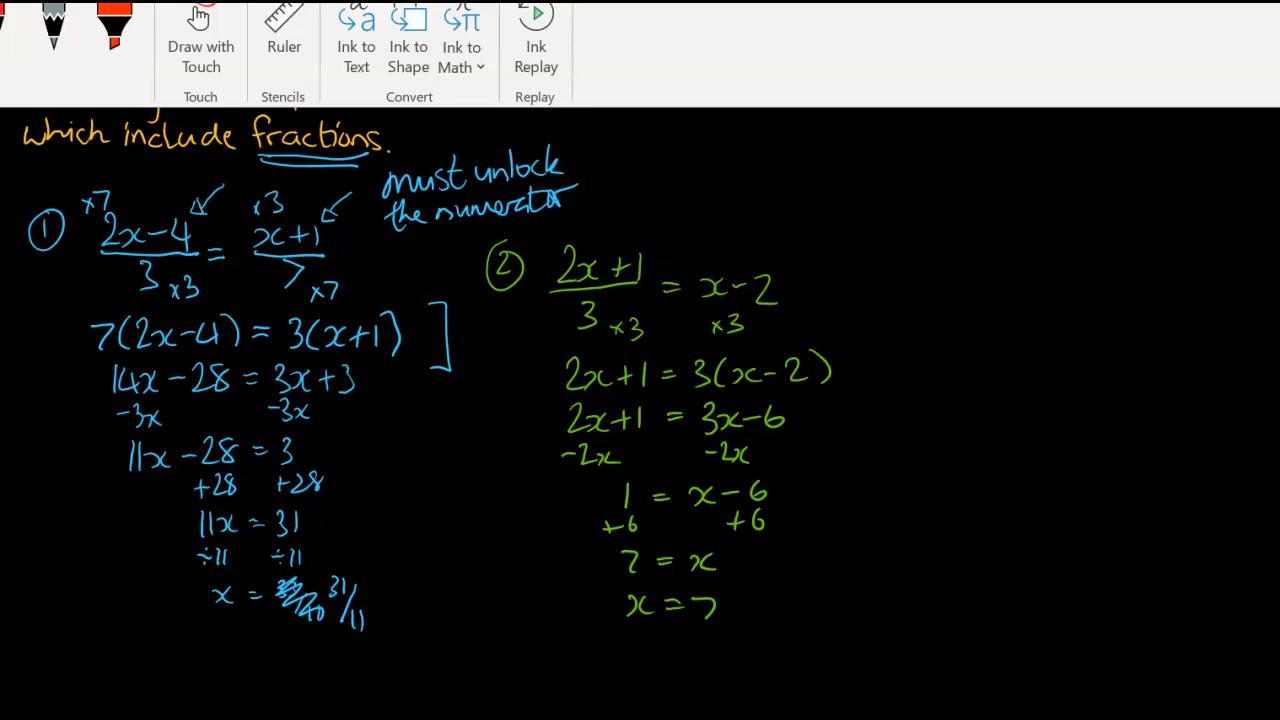 Draw with Touch
Ruler
Ink to Text
Ink to Shape
Ink to Math
Ink Replay
Touch
Stencils
Convert
Replay
which include fractions.
must unlock
the numerator
①
×7 ×3
2x-4 = x+1
3 ×3 7 ×7
7(2x-4) = 3(x+1) ]
14x-28 = 3x+3
-3x -3x
11x-28 = 3
+28 +28
11x = 31
÷11 ÷11
x = 31/11
②
2x+1 = x-2
3 ×3 ×3
2x+1 = 3(x-2)
2x+1 = 3x-6
-2x -2x
1 = x-6
+6 +6
7 = x
x = 7